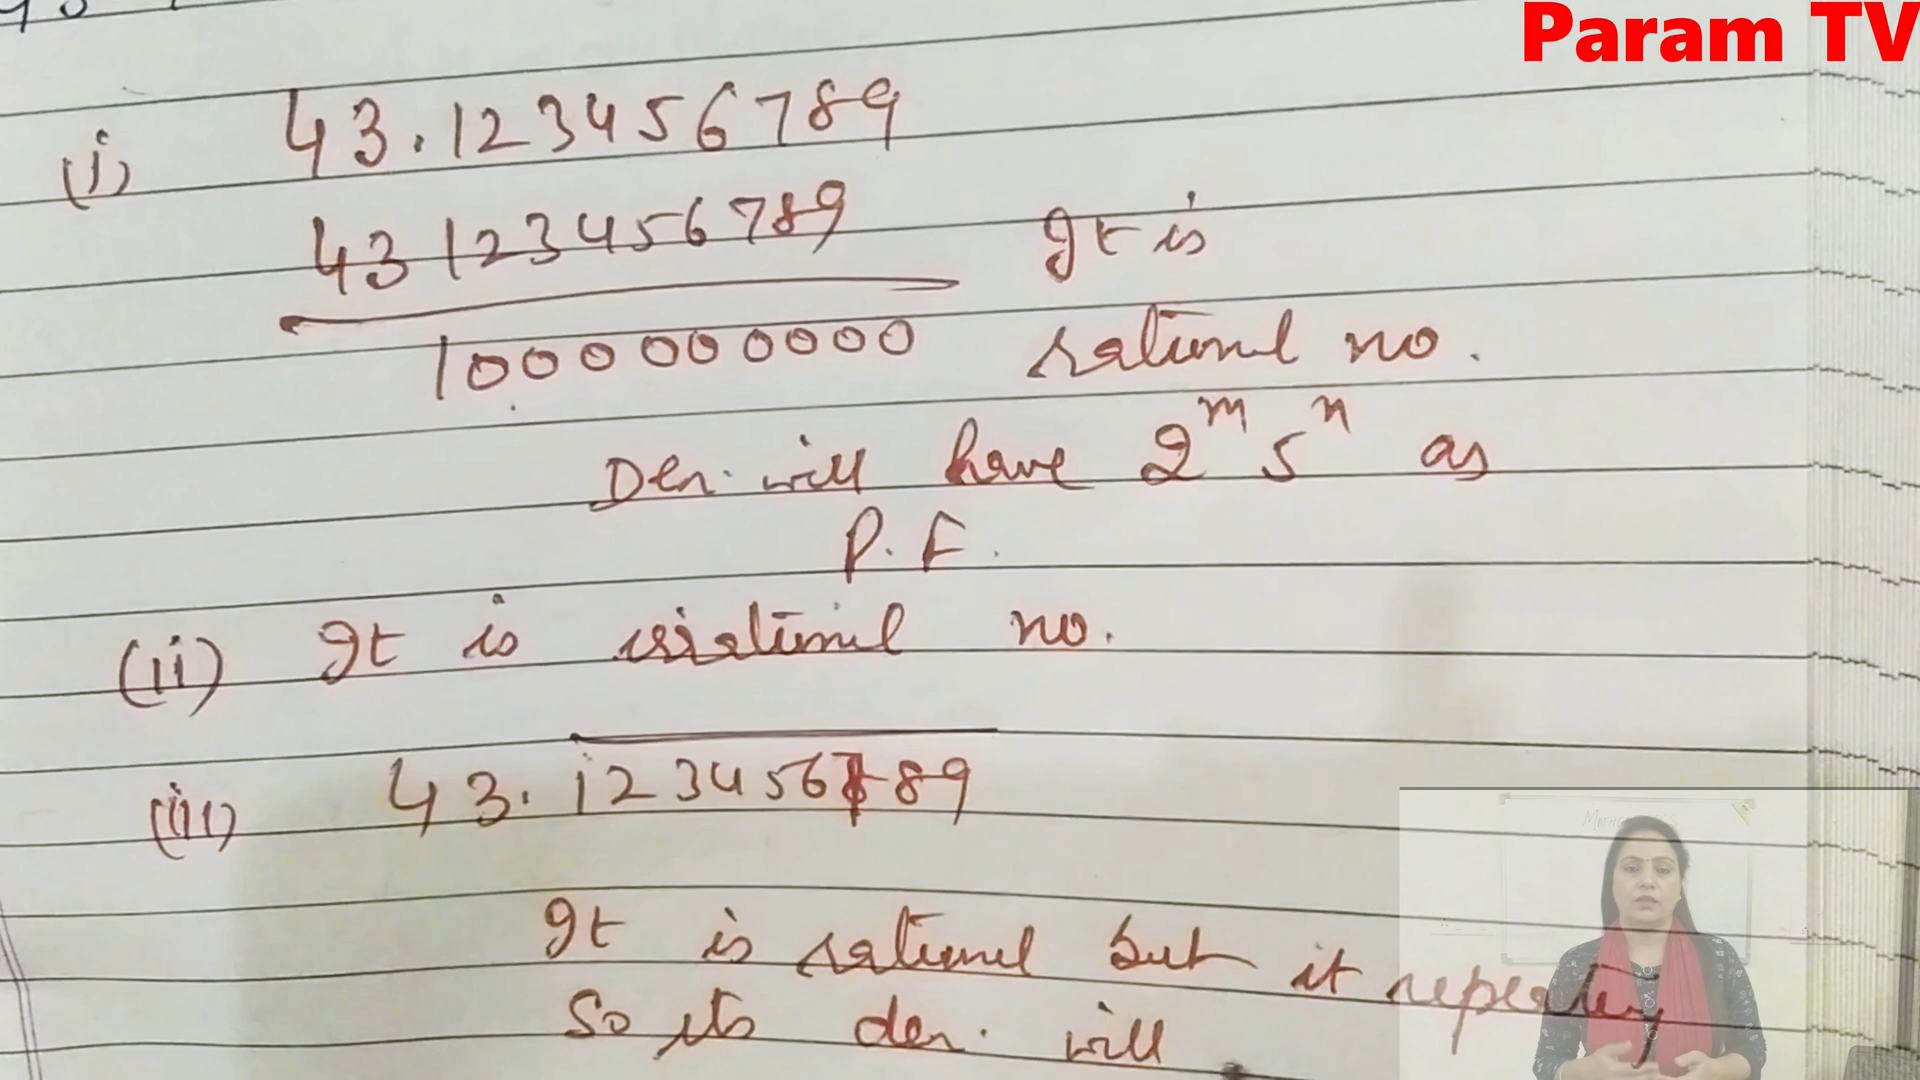 Param TV
(i) 43.123456789
43123456789 It is
1000000000 rational no.
Den. will have 2^m 5^n as
P.F.
(ii) It is irrational no.
(iii) 43.123456789
It is rational but it repeating
So its den. will